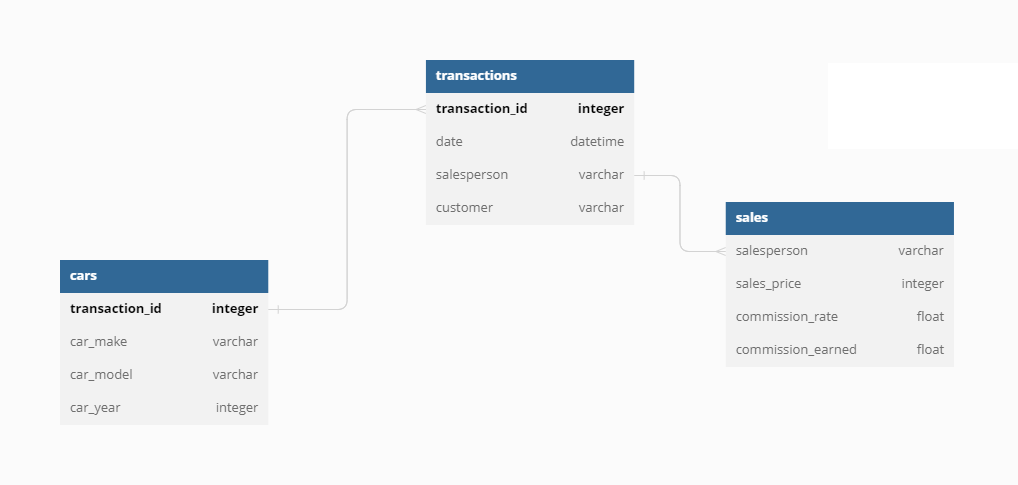 transactions
transaction_id integer
date datetime
salesperson varchar
customer varchar
sales
salesperson varchar
sales_price integer
commission_rate float
commission_earned float
cars
transaction_id integer
car_make varchar
car_model varchar
car_year integer